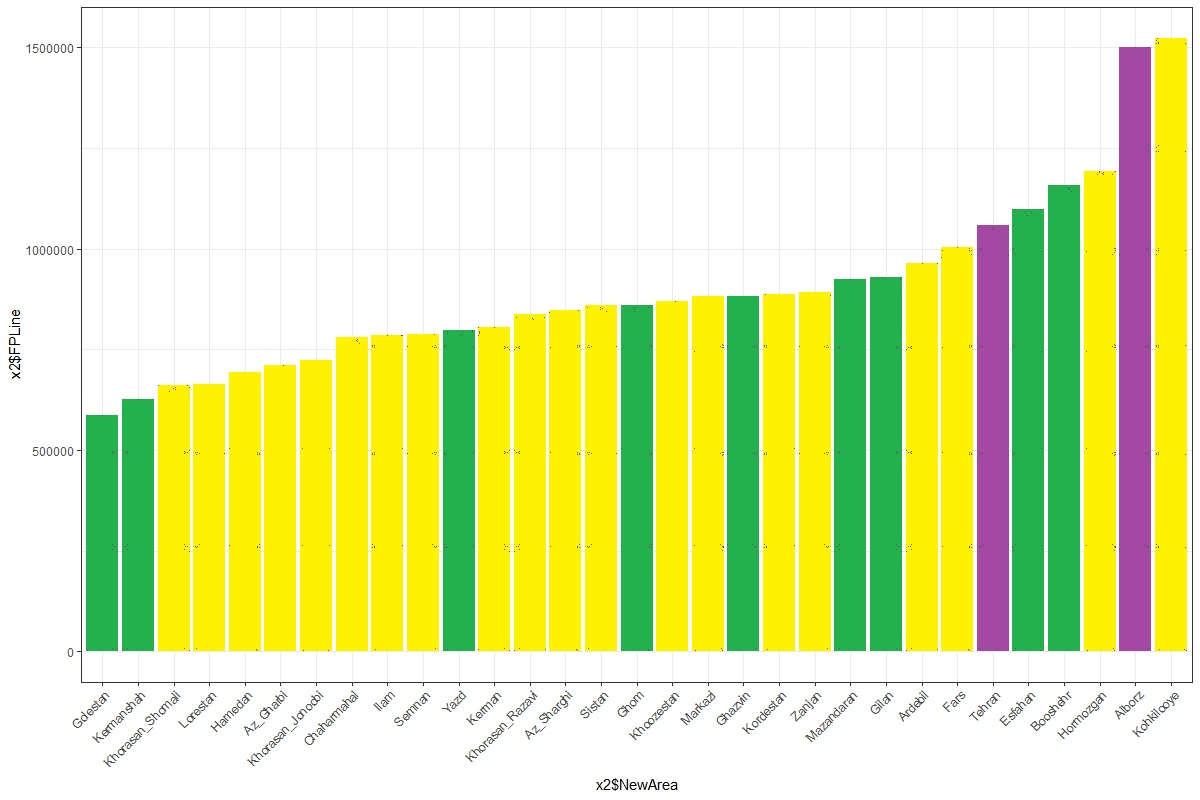 x2$FPLine
1500000
1000000
500000
0
Golestan
Kermanshah
Khorasan_Shomali
Lorestan
Hamedan
Az_Gharbi
Khorasan_Jonoobi
Chaharmahal
Ilam
Semnan
Yazd
Kerman
Khorasan_Razavi
Az_Sharghi
Sistan
Ghom
Khoozestan
Markazi
Ghazvin
Kordestan
Zanjan
Mazandaran
Gilan
Ardebil
Fars
Tehran
Esfahan
Booshehr
Hormozgan
Alborz
Kohkilooye
x2$NewArea